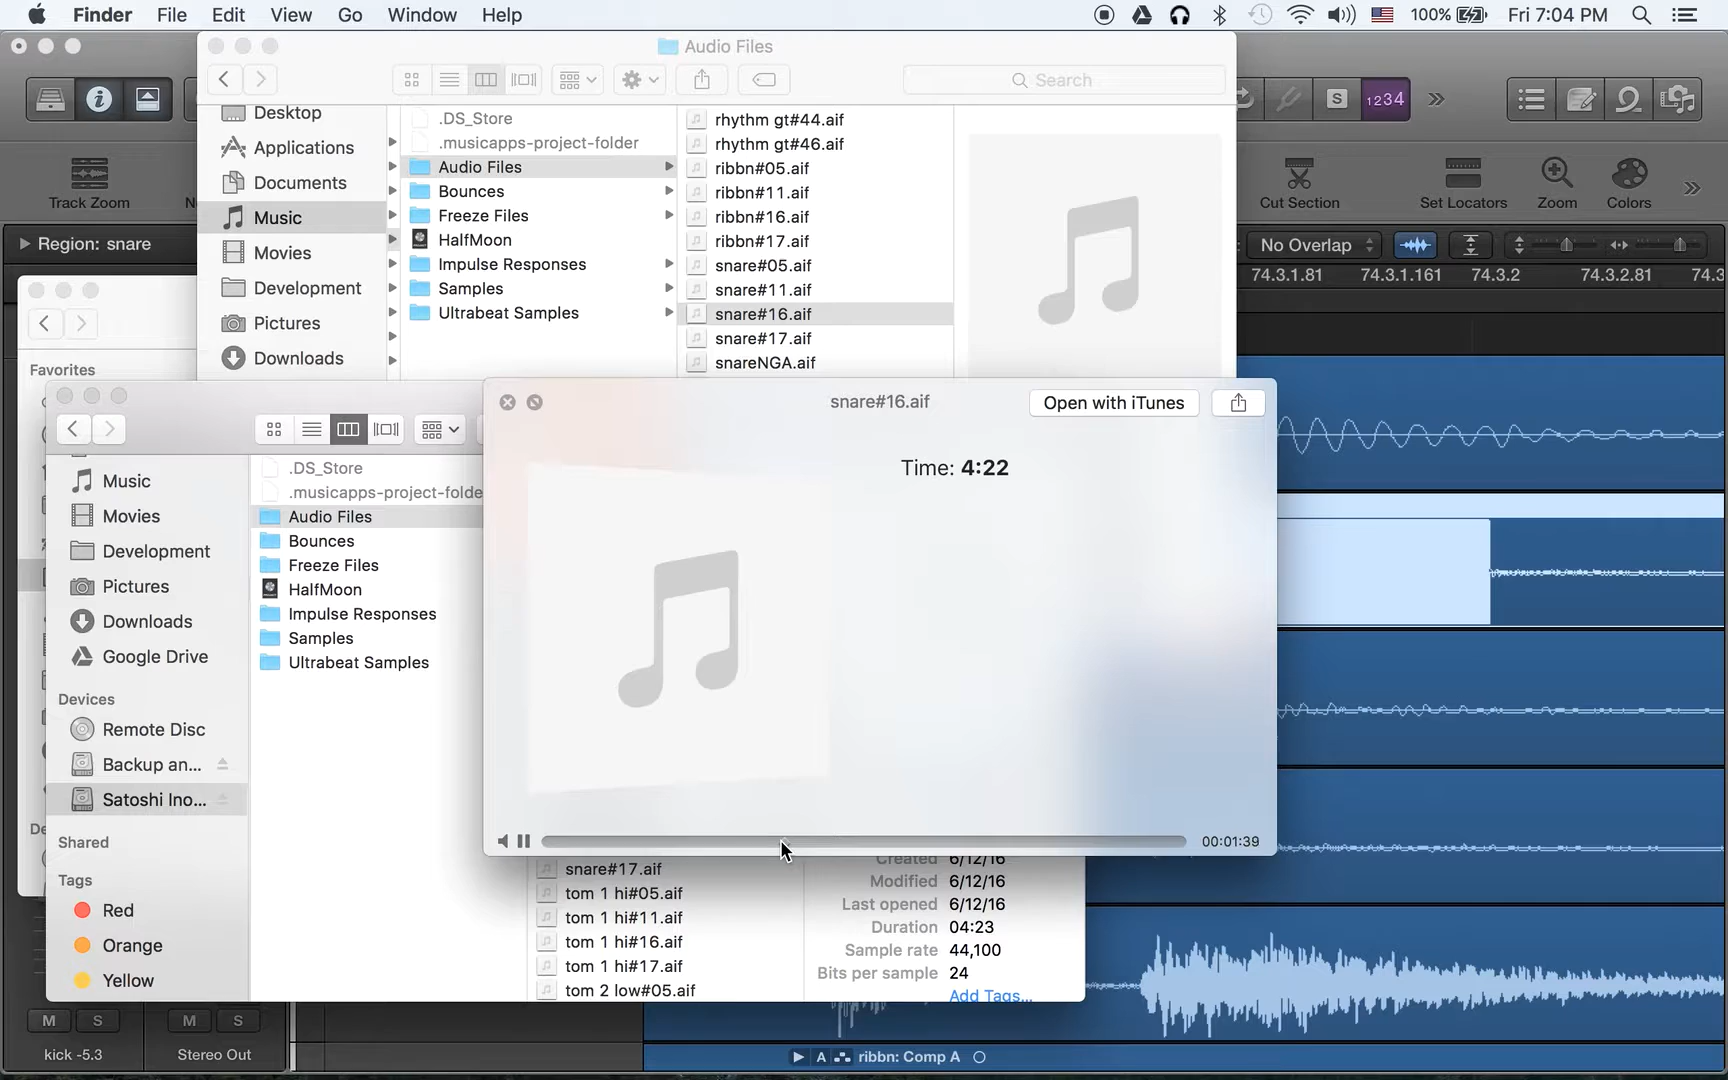 Finder File Edit View Go Window Help 100% Fri 7:04 PM
Audio Files
Search
S 1234
Track Zoom
Cut Section Set Locators Zoom Colors
Region: snare
No Overlap
74.3.1.81 74.3.1.161 74.3.2 74.3.2.81 74.3
Desktop
Applications
Documents
Music
Movies
Development
Pictures
Downloads
.DS_Store
.musicapps-project-folder
Audio Files
Bounces
Freeze Files
HalfMoon
Impulse Responses
Samples
Ultrabeat Samples
rhythm gt#44.aif
rhythm gt#46.aif
ribbn#05.aif
ribbn#11.aif
ribbn#16.aif
ribbn#17.aif
snare#05.aif
snare#11.aif
snare#16.aif
snare#17.aif
snareNGA.aif
Favorites
De
Music
Movies
Development
Pictures
Downloads
Google Drive
Devices
Remote Disc
Backup an...
Satoshi Ino...
Shared
Tags
Red
Orange
Yellow
.DS_Store
.musicapps-project-folde
Audio Files
Bounces
Freeze Files
HalfMoon
Impulse Responses
Samples
Ultrabeat Samples
snare#16.aif
Open with iTunes
Time: 4:22
00:01:39
snare#17.aif
tom 1 hi#05.aif
tom 1 hi#11.aif
tom 1 hi#16.aif
tom 1 hi#17.aif
tom 2 low#05.aif
Created 6/12/16
Modified 6/12/16
Last opened 6/12/16
Duration 04:23
Sample rate 44,100
Bits per sample 24
Add Tags...
M S M S
kick -5.3 Stereo Out
A ribbn: Comp A